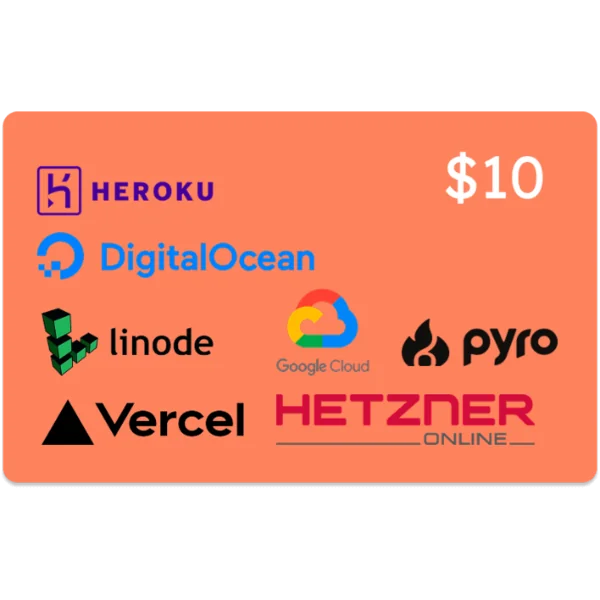 $10
HEROKU
DigitalOcean
linode
Google Cloud
pyro
Vercel
HETZNER
ONLINE